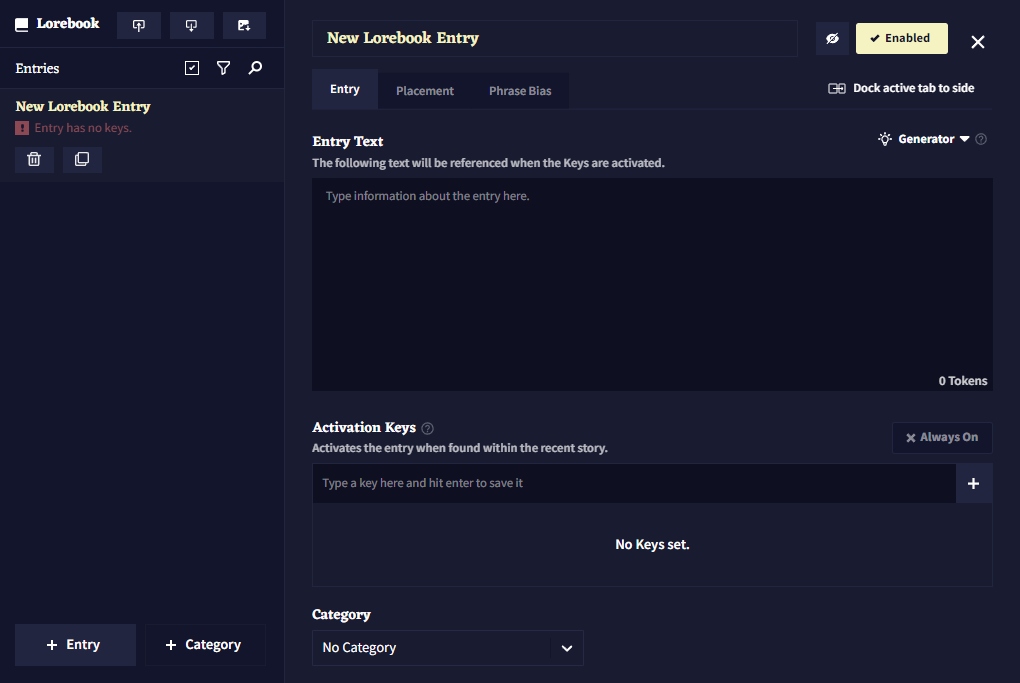 Lorebook
Entries
New Lorebook Entry
Entry has no keys.
+ Entry
+ Category
New Lorebook Entry
Enabled
Entry
Placement
Phrase Bias
Dock active tab to side
Entry Text
Generator
The following text will be referenced when the Keys are activated.
Type information about the entry here.
0 Tokens
Activation Keys
Always On
Activates the entry when found within the recent story.
Type a key here and hit enter to save it
No Keys set.
Category
No Category